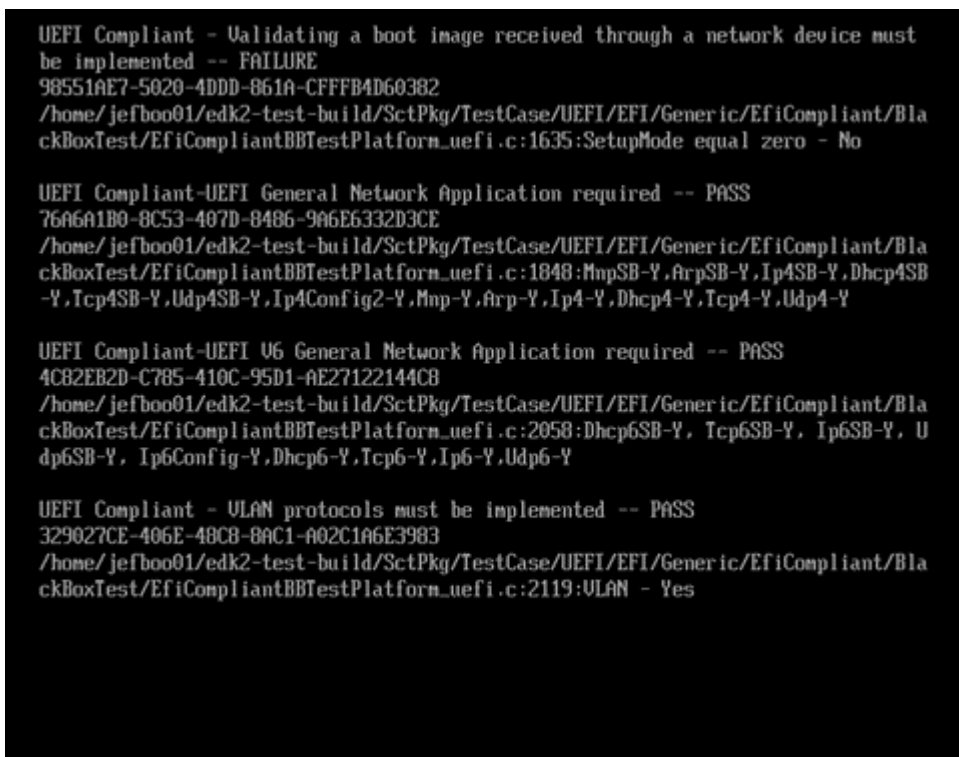 UEFI Compliant - Validating a boot image received through a network device must
be implemented -- FAILURE
98551AE7-5020-4DDD-861A-CFFFB4D60382
/home/jefboo01/edk2-test-build/SctPkg/TestCase/UEFI/EFI/Generic/EfiCompliant/Bla
ckBoxTest/EfiCompliantBBTestPlatform_uefi.c:1635:SetupMode equal zero - No
UEFI Compliant-UEFI General Network Application required -- PASS
76A6A1B0-8C53-407D-8486-9A6E6332D3CE
/home/jefboo01/edk2-test-build/SctPkg/TestCase/UEFI/EFI/Generic/EfiCompliant/Bla
ckBoxTest/EfiCompliantBBTestPlatform_uefi.c:1848:MnpSB-Y,ArpSB-Y,Ip4SB-Y,Dhcp4SB
-Y,Tcp4SB-Y,Udp4SB-Y,Ip4Config2-Y,Mnp-Y,Arp-Y,Ip4-Y,Dhcp4-Y,Tcp4-Y,Udp4-Y
UEFI Compliant-UEFI V6 General Network Application required -- PASS
4C82EB2D-C785-410C-95D1-AE27122144C8
/home/jefboo01/edk2-test-build/SctPkg/TestCase/UEFI/EFI/Generic/EfiCompliant/Bla
ckBoxTest/EfiCompliantBBTestPlatform_uefi.c:2058:Dhcp6SB-Y, Tcp6SB-Y, Ip6SB-Y, U
dp6SB-Y, Ip6Config-Y,Dhcp6-Y,Tcp6-Y,Ip6-Y,Udp6-Y
UEFI Compliant - VLAN protocols must be implemented -- PASS
329027CE-406E-48C8-8AC1-A02C1A6E3983
/home/jefboo01/edk2-test-build/SctPkg/TestCase/UEFI/EFI/Generic/EfiCompliant/Bla
ckBoxTest/EfiCompliantBBTestPlatform_uefi.c:2119:VLAN - Yes